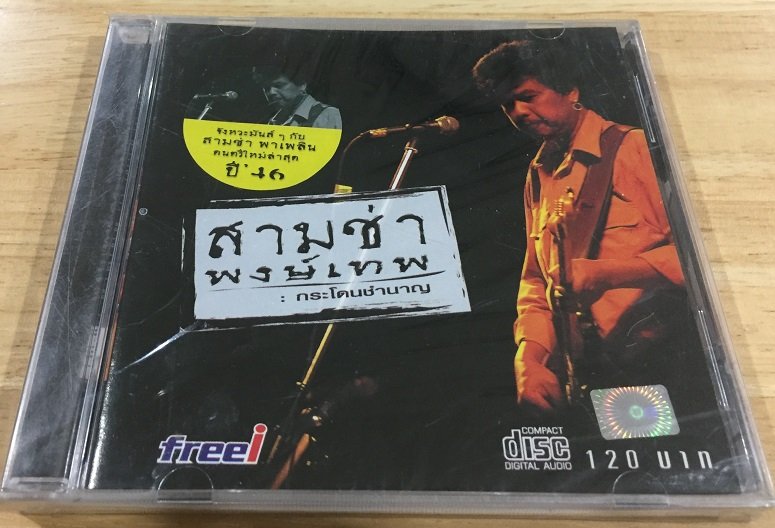 จังหวะมันส์ ๆ กับ
สามช่า พาเพลิน
ดนตรีใหม่ล่าสุด
ปี '46
สามช่า
พงษ์เทพ
: กระโดนชำนาญ
freei
COMPACT
disc
DIGITAL AUDIO
120 บาท